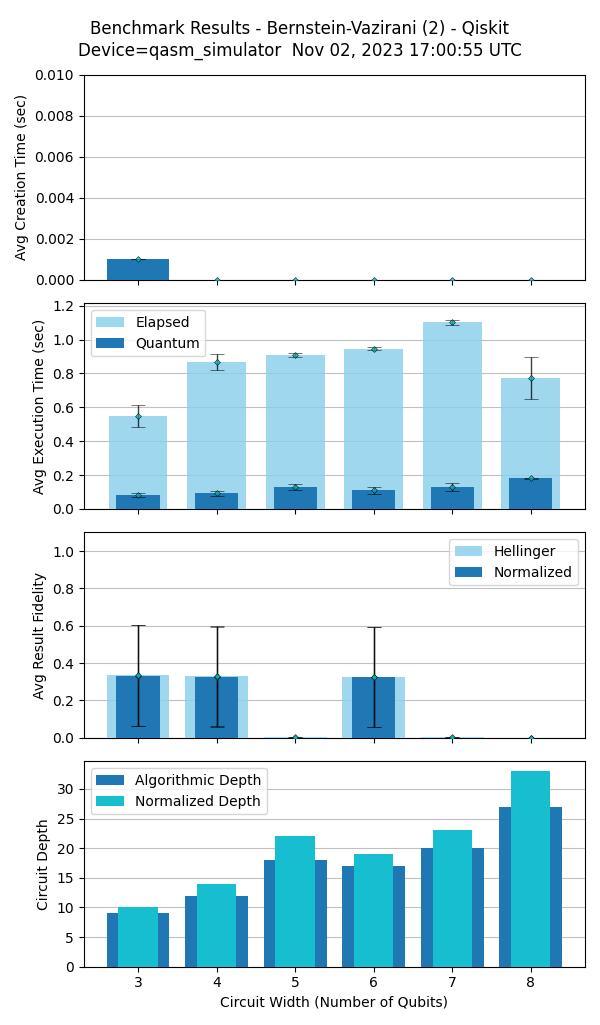 Benchmark Results - Bernstein-Vazirani (2) - Qiskit
Device=qasm_simulator  Nov 02, 2023 17:00:55 UTC
Avg Creation Time (sec)
0.010
0.008
0.006
0.004
0.002
0.000
Avg Execution Time (sec)
1.2
1.0
0.8
0.6
0.4
0.2
0.0
Elapsed
Quantum
Avg Result Fidelity
1.0
0.8
0.6
0.4
0.2
0.0
Hellinger
Normalized
Circuit Depth
30
25
20
15
10
5
0
Algorithmic Depth
Normalized Depth
3 4 5 6 7 8
Circuit Width (Number of Qubits)